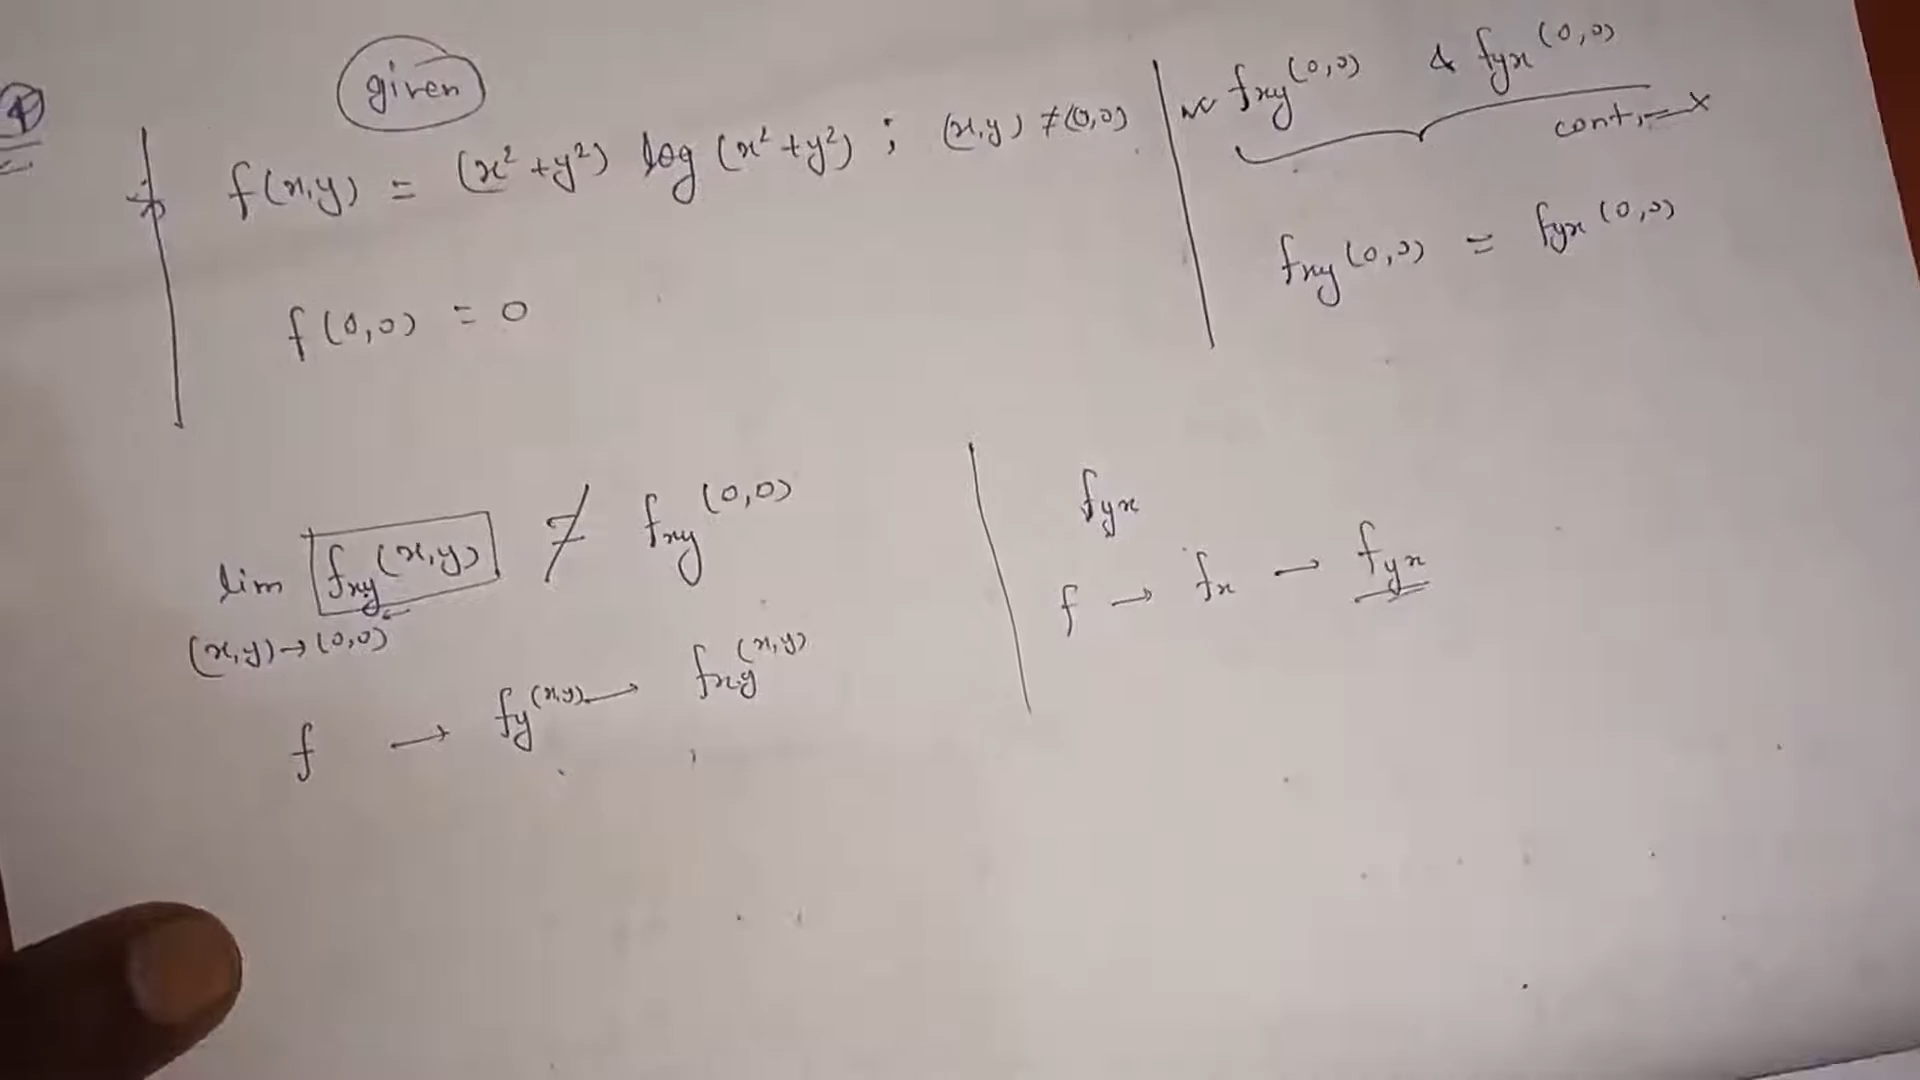 4
given
f(x,y) = (x² + y²) log (x² + y²) ; (x,y) ≠ (0,0)
f(0,0) = 0
fxy(0,0) & fyx(0,0)
cont. → x
fxy(0,0) = fyx(0,0)
lim fxy(x,y) ≠ fxy(0,0)
(x,y)→(0,0)
f → fy(x,y) → fxy(x,y)
fyx
f → fx → fyx